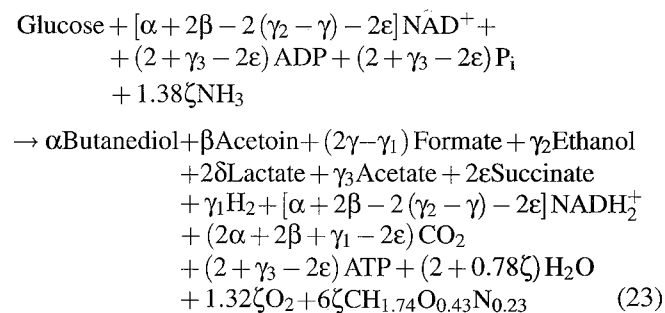 Glucose + [α + 2β − 2 (γ₂ − γ) − 2ε] NAD⁺ +
+ (2 + γ₃ − 2ε) ADP + (2 + γ₃ − 2ε) Pᵢ
+ 1.38ζNH₃
→ αButanediol + βAcetoin + (2γ−γ₁) Formate + γ₂Ethanol
+2δLactate + γ₃Acetate + 2εSuccinate
+ γ₁H₂ + [α + 2β − 2 (γ₂ − γ) − 2ε] NADH₂⁺
+ (2α + 2β + γ₁ − 2ε) CO₂
+ (2 + γ₃ − 2ε) ATP + (2 + 0.78ζ) H₂O
+ 1.32ζO₂ + 6ζCH₁.₇₄O₀.₄₃N₀.₂₃ (23)